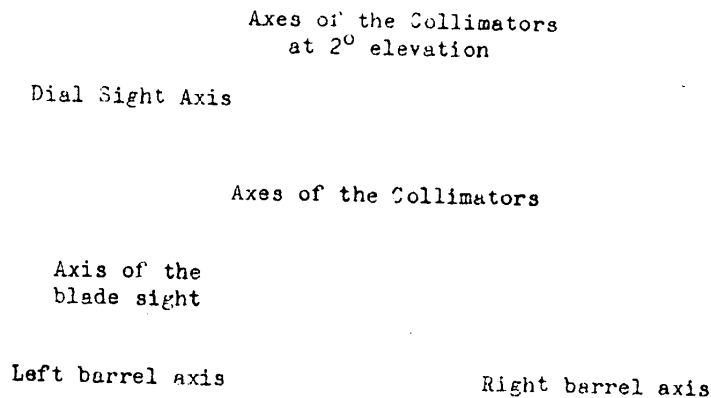 Axes of the Collimators
at 2° elevation
Dial Sight Axis
Axes of the Collimators
Axis of the
blade sight
Left barrel axis
Right barrel axis